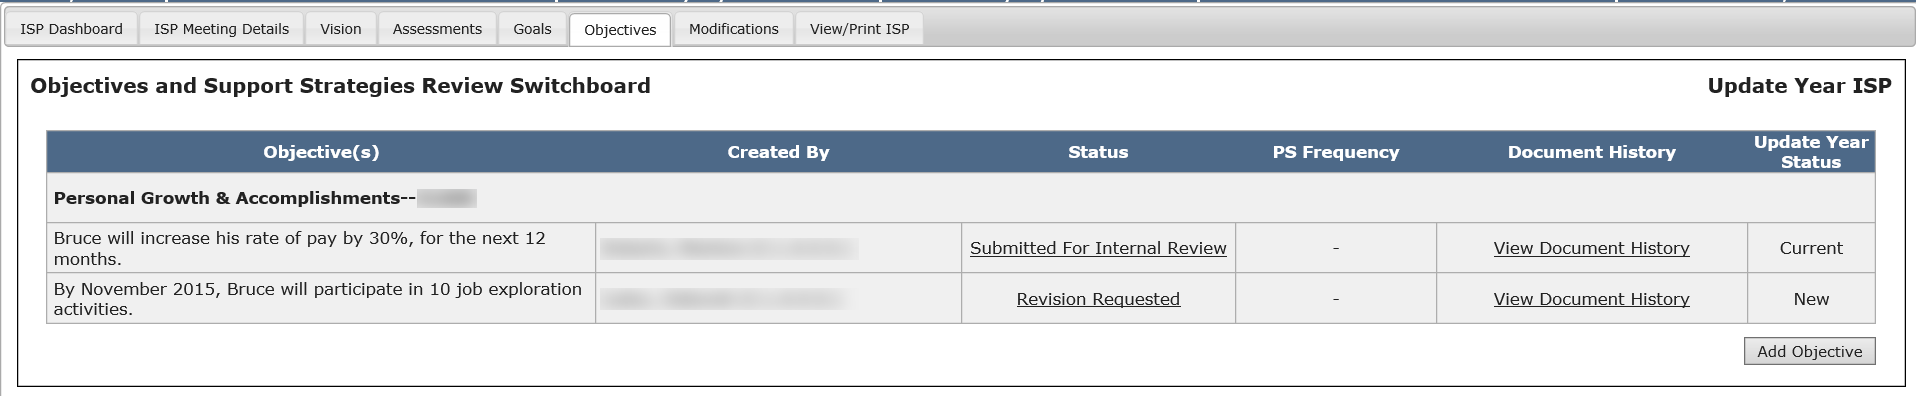 ISP Dashboard ISP Meeting Details Vision Assessments Goals Objectives Modifications View/Print ISP
Objectives and Support Strategies Review Switchboard Update Year ISP
Objective(s) Created By Status PS Frequency Document History Update Year Status
Personal Growth & Accomplishments--
Bruce will increase his rate of pay by 30%, for the next 12
months.
Submitted For Internal Review - View Document History Current
By November 2015, Bruce will participate in 10 job exploration
activities.
Revision Requested - View Document History New
Add Objective